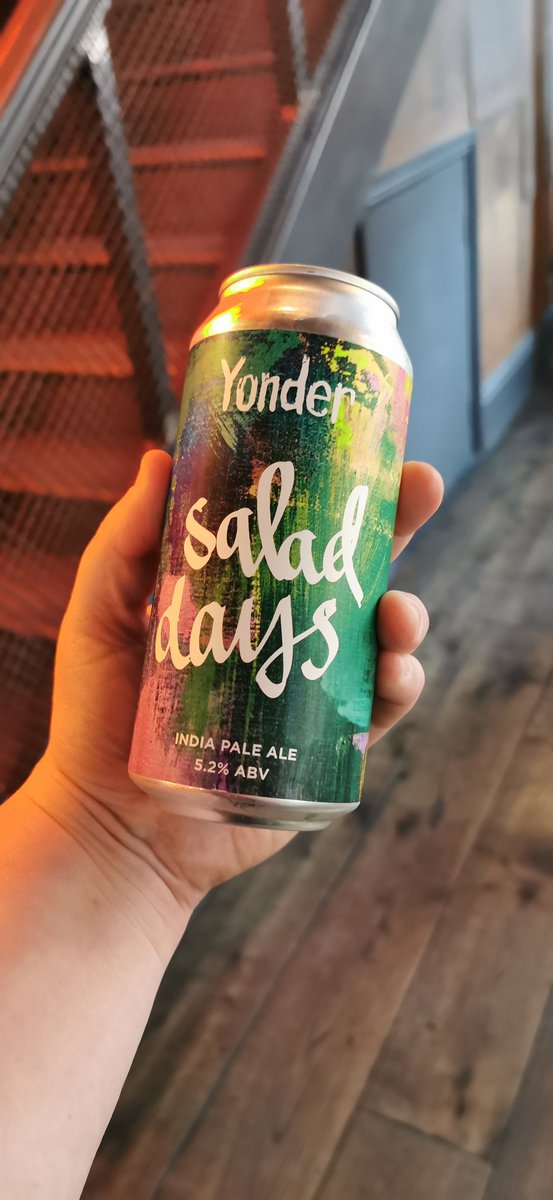 Yonder
salad
days
INDIA PALE ALE
5.2% ABV